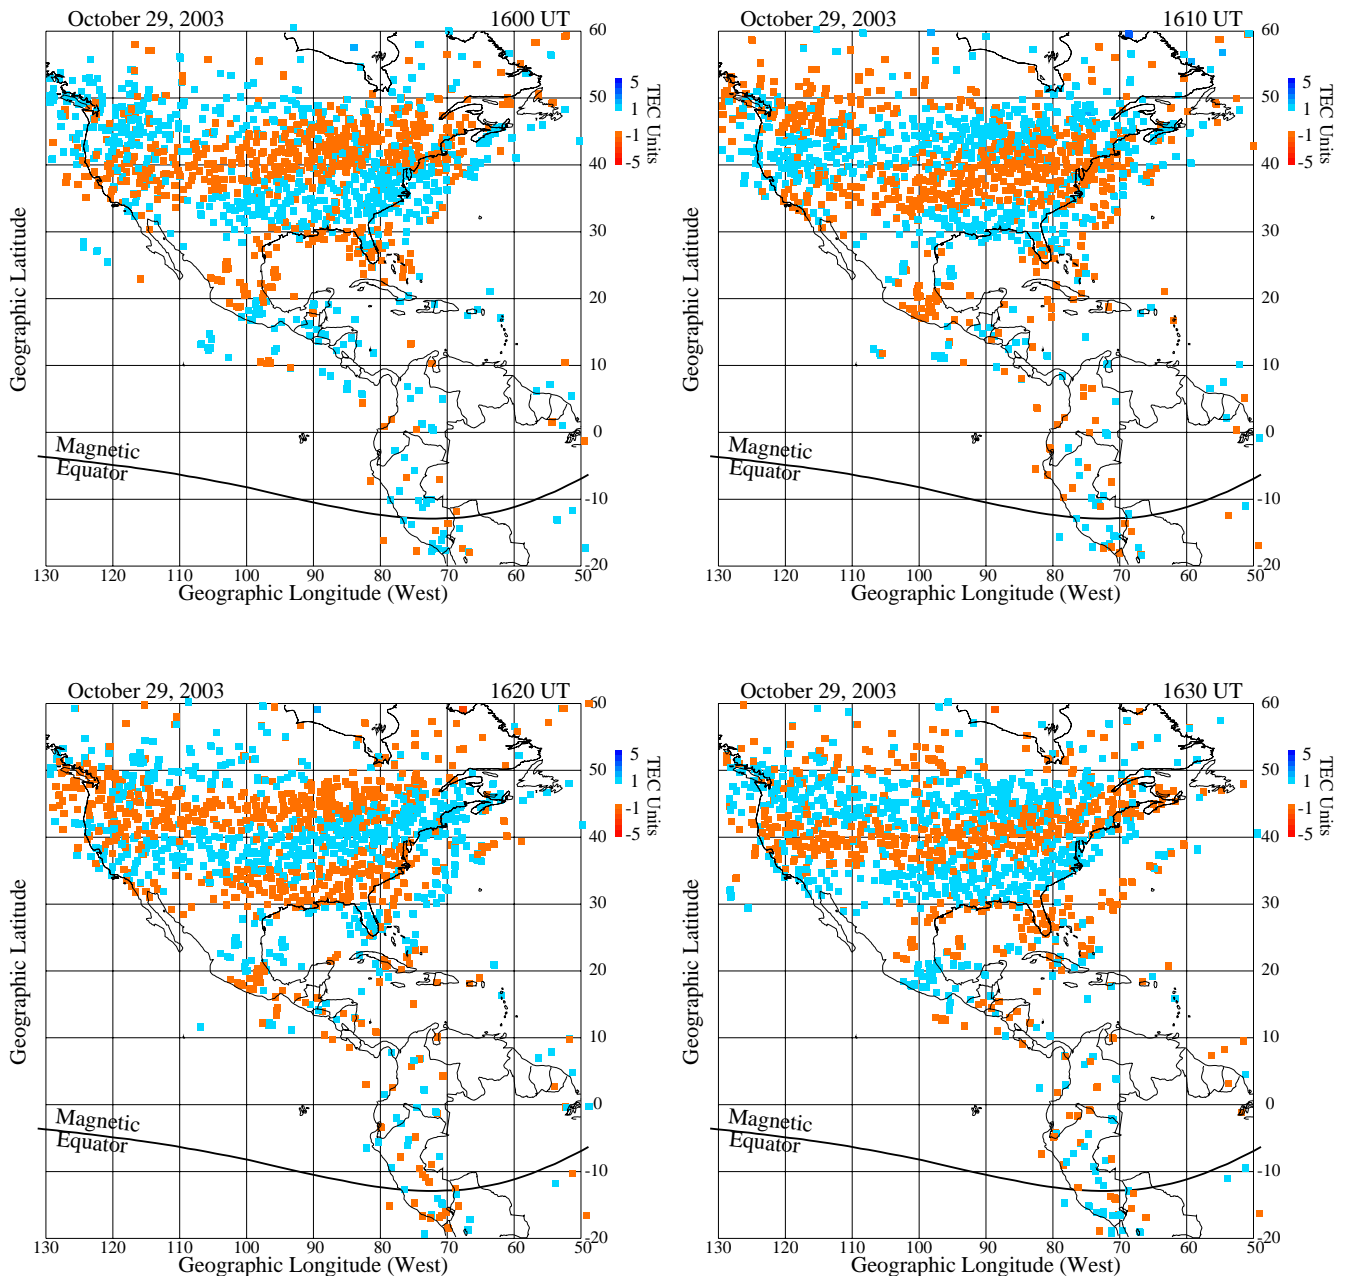 October 29, 2003 1600 UT
60
50
40
30
20
10
0
-10
-20
5
1
-1
-5
TEC Units
Geographic Latitude
Magnetic
Equator
130 120 110 100 90 80 70 60 50
Geographic Longitude (West)
October 29, 2003 1610 UT
60
50
40
30
20
10
0
-10
-20
5
1
-1
-5
TEC Units
Geographic Latitude
Magnetic
Equator
130 120 110 100 90 80 70 60 50
Geographic Longitude (West)
October 29, 2003 1620 UT
60
50
40
30
20
10
0
-10
-20
5
1
-1
-5
TEC Units
Geographic Latitude
Magnetic
Equator
130 120 110 100 90 80 70 60 50
Geographic Longitude (West)
October 29, 2003 1630 UT
60
50
40
30
20
10
0
-10
-20
5
1
-1
-5
TEC Units
Geographic Latitude
Magnetic
Equator
130 120 110 100 90 80 70 60 50
Geographic Longitude (West)